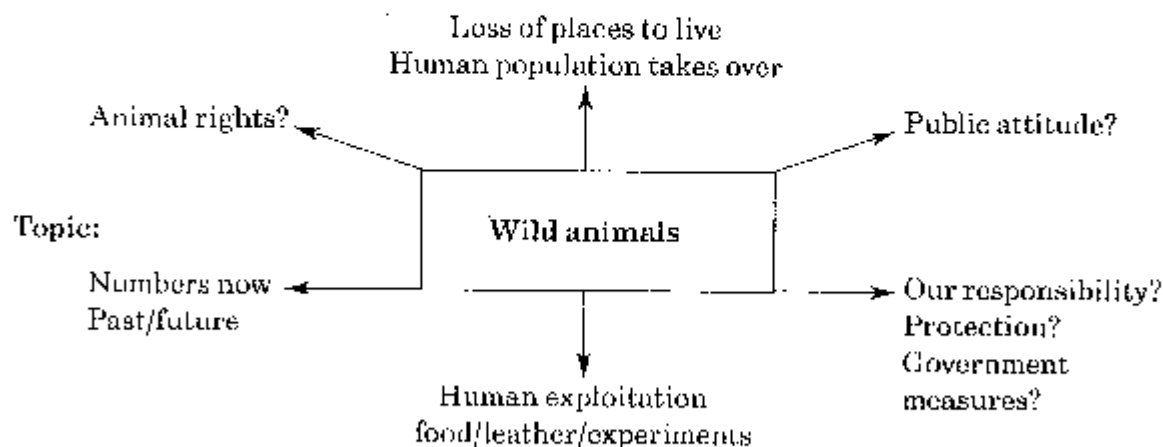 Loss of places to live
Human population takes over
Animal rights?
Public attitude?
Topic:
Wild animals
Numbers now
Past/future
Our responsibility?
Protection?
Government
measures?
Human exploitation
food/leather/experiments